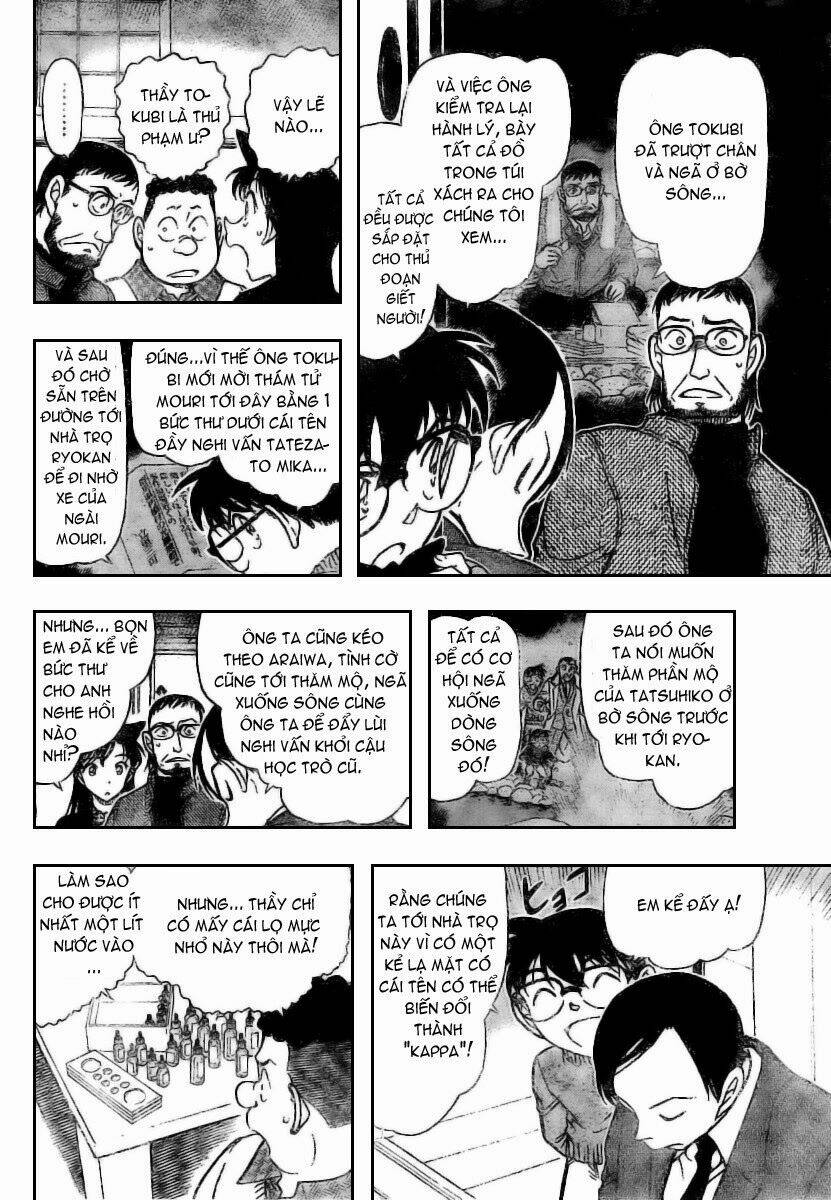 ÔNG TOKUBI
ĐÃ TRƯỢT CHÂN
VÀ NGÃ Ở BỜ
SÔNG...
VÀ VIỆC ÔNG
KIỂM TRA LẠI
HÀNH LÝ, BÀY
TẤT CẢ ĐỒ
TRONG TÚI
XÁCH RA CHO
CHÚNG TÔI
XEM...
TẤT CẢ
ĐỀU ĐƯỢC
SẮP ĐẶT
CHO THỦ
ĐOẠN
GIẾT
NGƯỜI!
VẬY LẼ
NÀO...
THẦY TO-
KUBI LÀ THỦ
PHẠM Ư?
........
ĐÚNG...VÌ THẾ ÔNG TOKU-
BI MỚI MỜI THÁM TỬ
MOURI TỚI ĐÂY BẰNG 1
BỨC THƯ DƯỚI CÁI TÊN
ĐẦY NGHI VẤN TATEZA-
TO MIKA...
VÀ SAU
ĐÓ CHỜ
SẴN TRÊN
ĐƯỜNG TỚI
NHÀ TRỌ
RYOKAN
ĐỂ ĐI NHỜ
XE CỦA
NGÀI
MOURI.
SAU ĐÓ ÔNG
TA NÓI MUỐN
THĂM PHẦN MỘ
CỦA TATSUHIKO Ở
BỜ SÔNG TRƯỚC
KHI TỚI RYO-
KAN.
TẤT CẢ
ĐỂ CÓ CƠ
HỘI NGÃ
XUỐNG
DÒNG
SÔNG
ĐÓ!
ÔNG TA CŨNG KÉO
THEO ARAIWA, TÌNH CỜ
CŨNG TỚI THĂM MỘ, NGÃ
XUỐNG SÔNG CÙNG
ÔNG TA ĐỂ ĐẨY LÙI
NGHI VẤN KHỎI CẬU
HỌC TRÒ CŨ.
NHƯNG... BỌN
EM ĐÃ KỂ VỀ
BỨC THƯ
CHO ANH
NGHE HỒI
NÀO
NHỈ?
EM KỂ ĐẤY Ạ!
ヒョコ
RẰNG CHÚNG
TA TỚI NHÀ TRỌ
NÀY VÌ CÓ MỘT
KẺ LẠ MẶT CÓ
CÁI TÊN CÓ THỂ
BIẾN ĐỔI
THÀNH
"KAPPA"!
NHƯNG... THẦY CHỈ
CÓ MẤY CÁI LỌ MỰC
NHỎ NÀY THÔI MÀ!
LÀM SAO
CHO ĐƯỢC ÍT
NHẤT MỘT LÍT
NƯỚC VÀO
...